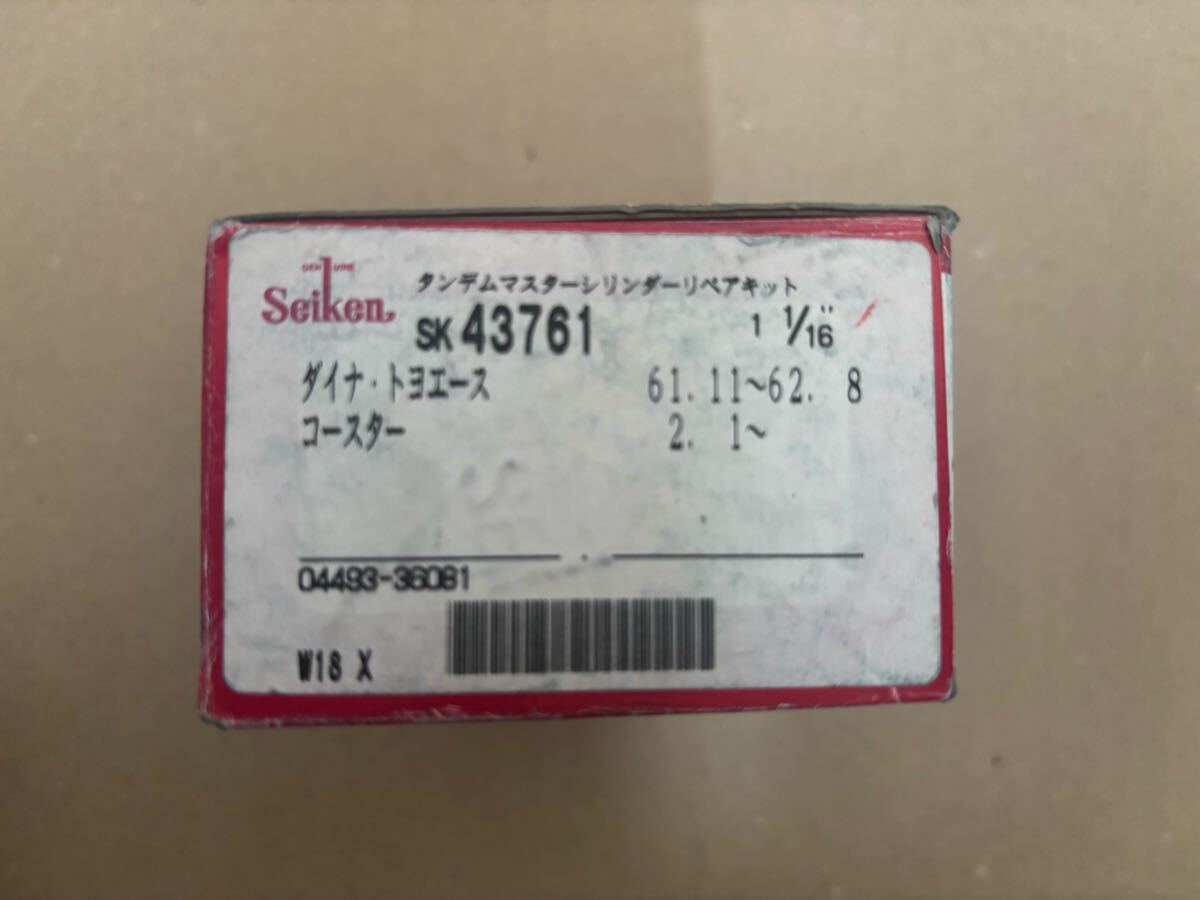 GENUINE
Seiken
タンデムマスターシリンダーリペアキット
SK 43761 1 1/16"
ダイナ・トヨエース 61. 11~62. 8
コースター 2. 1~
04493-36081
W18 X